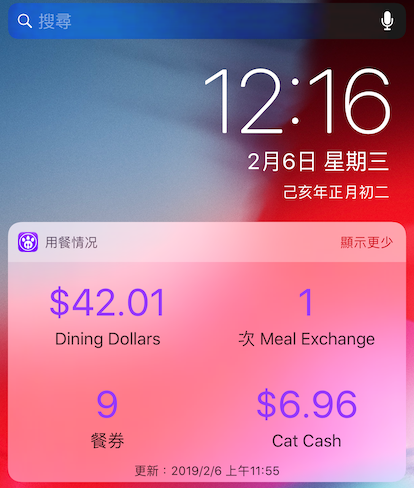 搜尋
12:16
2月6日 星期三
己亥年正月初二
用餐情况 顯示更少
$42.01 1
Dining Dollars 次 Meal Exchange
9 $6.96
餐券 Cat Cash
更新：2019/2/6 上午11:55